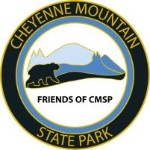 CHEYENNE MOUNTAIN
FRIENDS OF CMSP
STATE PARK